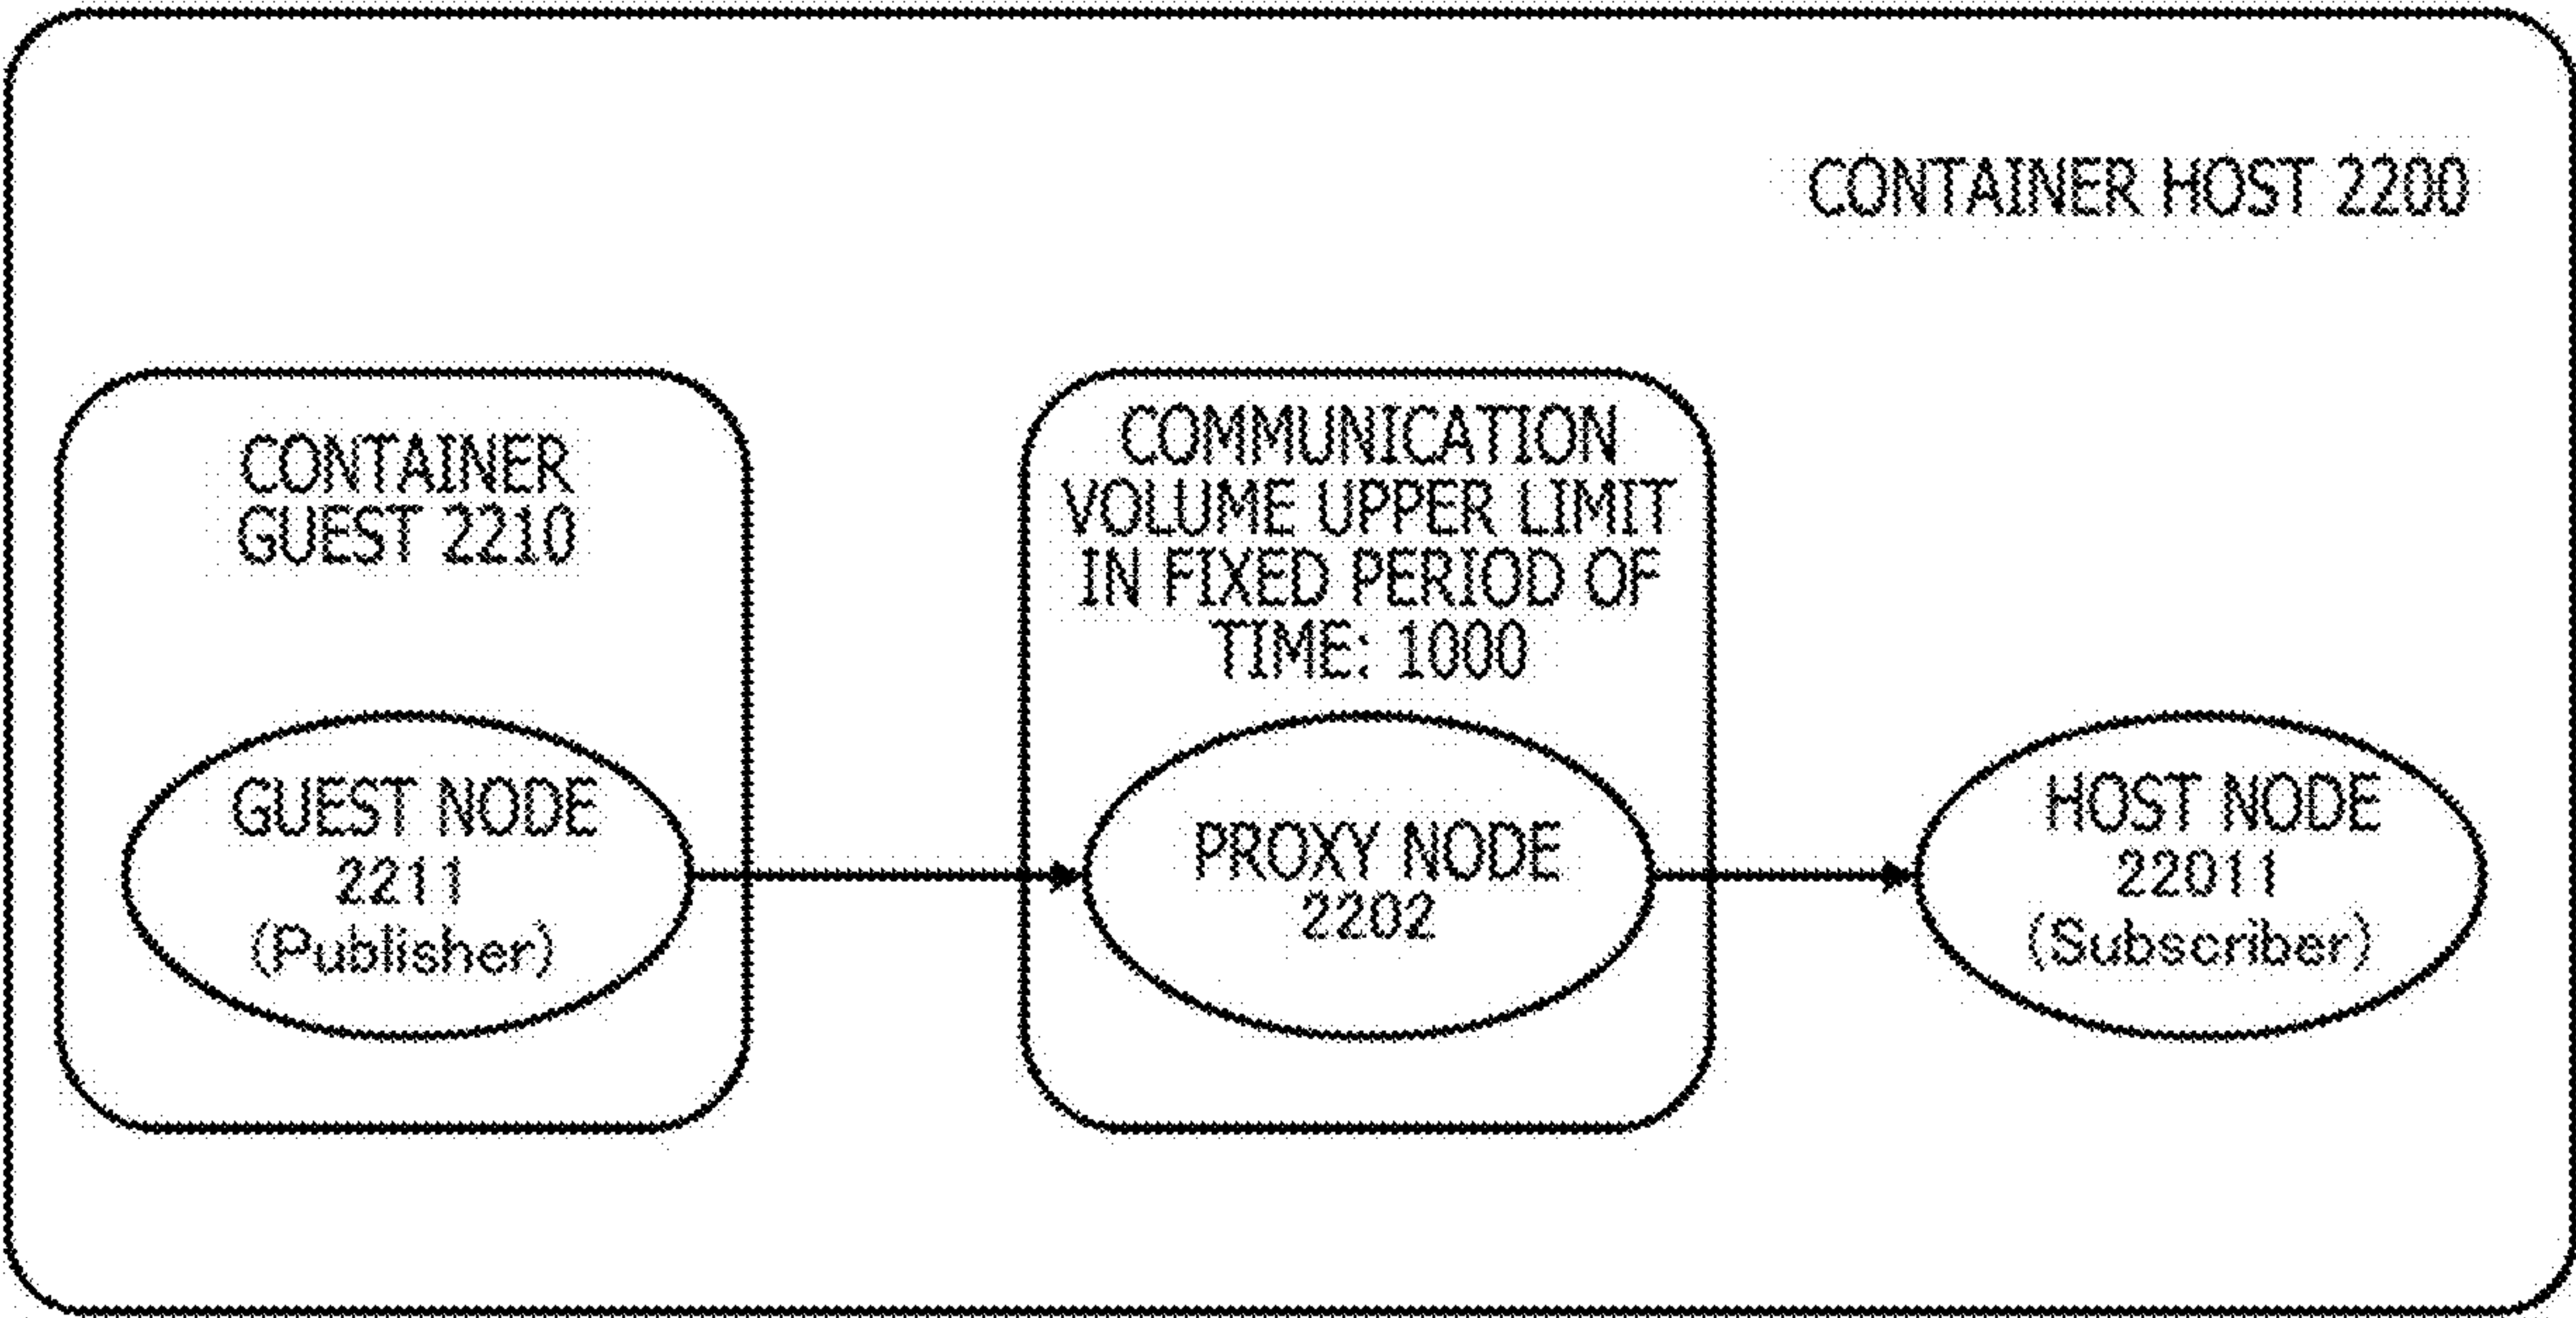 CONTAINER HOST 2200
CONTAINER
GUEST 2210
COMMUNICATION
VOLUME UPPER LIMIT
IN FIXED PERIOD OF
TIME: 1000
GUEST NODE
2211
(Publisher)
PROXY NODE
2202
HOST NODE
22011
(Subscriber)